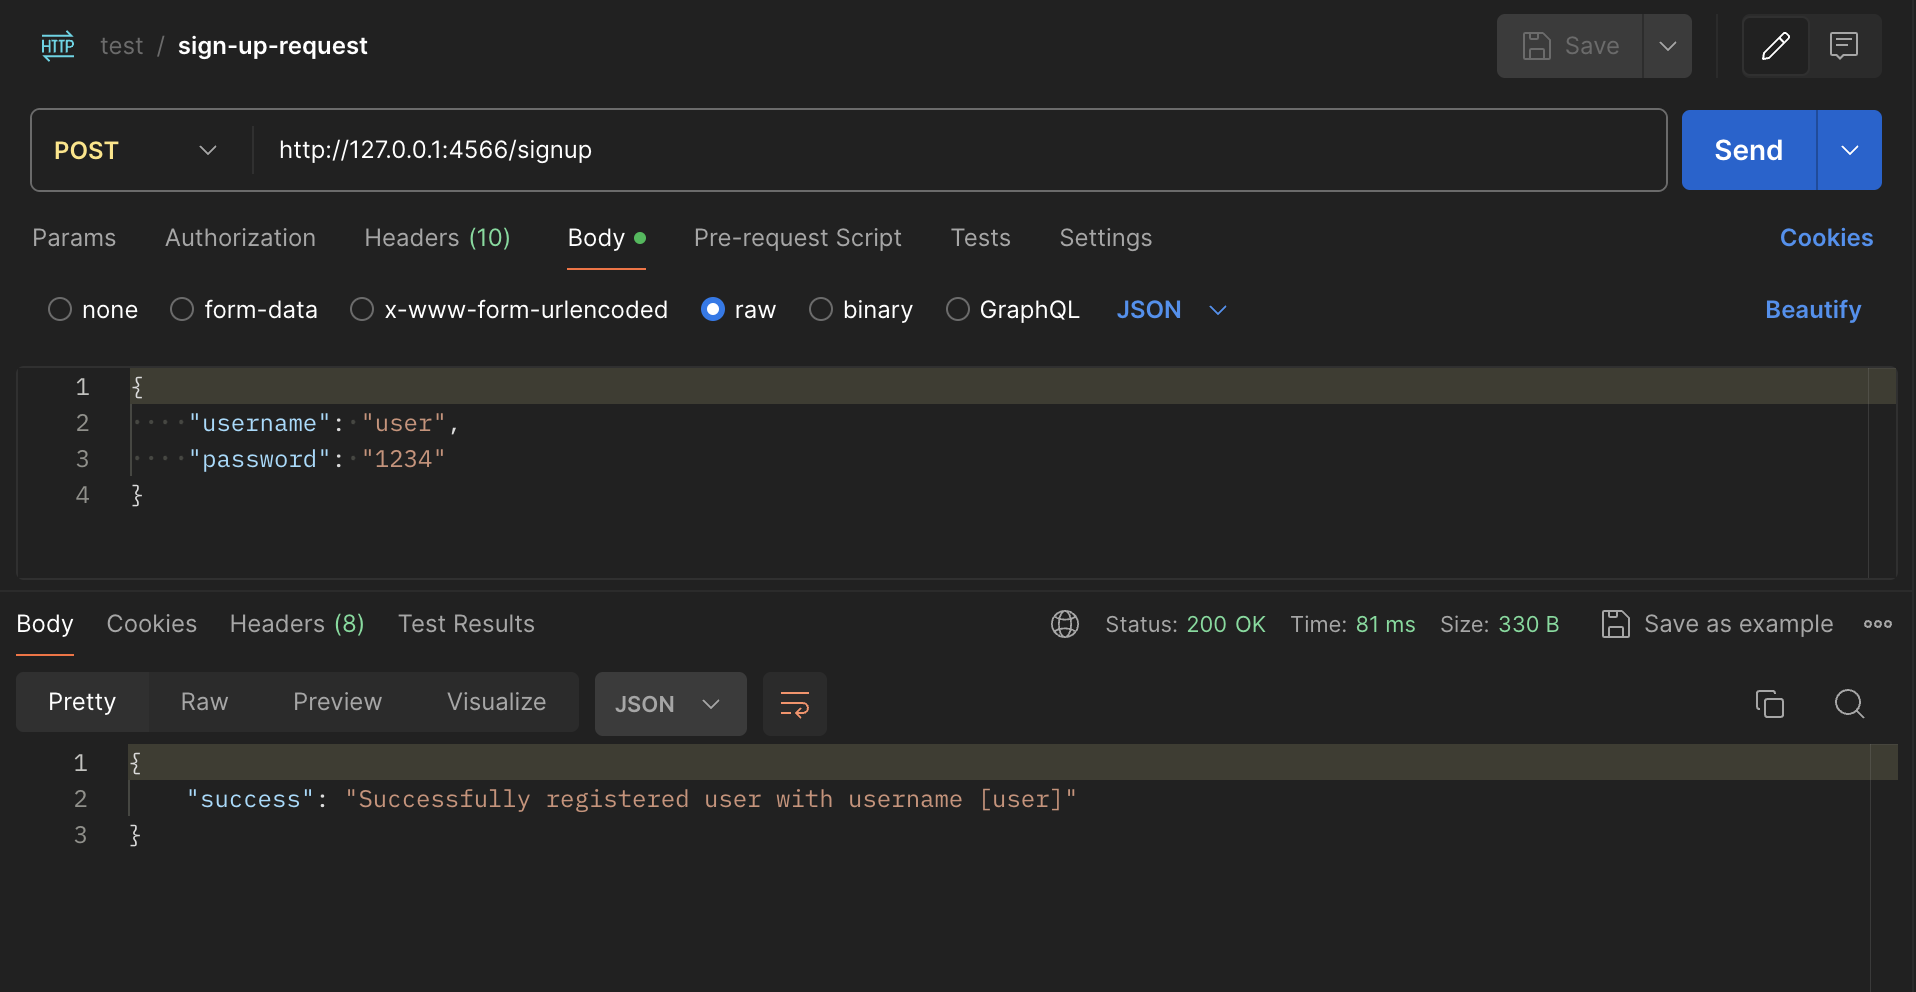 HTTP test / sign-up-request Save
POST http://127.0.0.1:4566/signup Send
Params Authorization Headers (10) Body Pre-request Script Tests Settings Cookies
none form-data x-www-form-urlencoded raw binary GraphQL JSON Beautify
1 {
2 "username": "user",
3 "password": "1234"
4 }
Body Cookies Headers (8) Test Results Status: 200 OK Time: 81 ms Size: 330 B Save as example
Pretty Raw Preview Visualize JSON
1 {
2 "success": "Successfully registered user with username [user]"
3 }